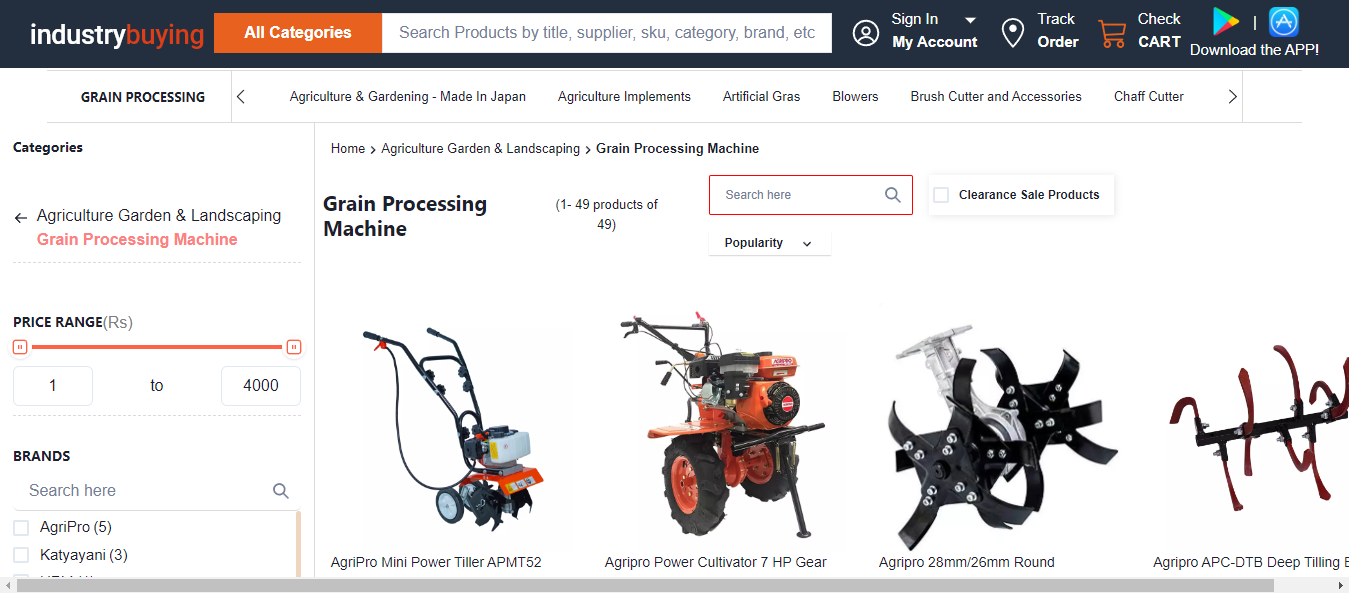 industrybuying
All Categories
Search Products by title, supplier, sku, category, brand, etc
Sign In
My Account
Track
Order
Check
CART
|
Download the APP!
GRAIN PROCESSING
Agriculture & Gardening - Made In Japan
Agriculture Implements
Artificial Gras
Blowers
Brush Cutter and Accessories
Chaff Cutter
Categories
Agriculture Garden & Landscaping
Grain Processing Machine
PRICE RANGE(Rs)
1
to
4000
BRANDS
Search here
AgriPro (5)
Katyayani (3)
Home
Agriculture Garden & Landscaping
Grain Processing Machine
Grain Processing
Machine
(1- 49 products of
49)
Search here
Clearance Sale Products
Popularity
AGRIPRO
AgriPro Mini Power Tiller APMT52
Agripro Power Cultivator 7 HP Gear
Agripro 28mm/26mm Round
Agripro APC-DTB Deep Tilling